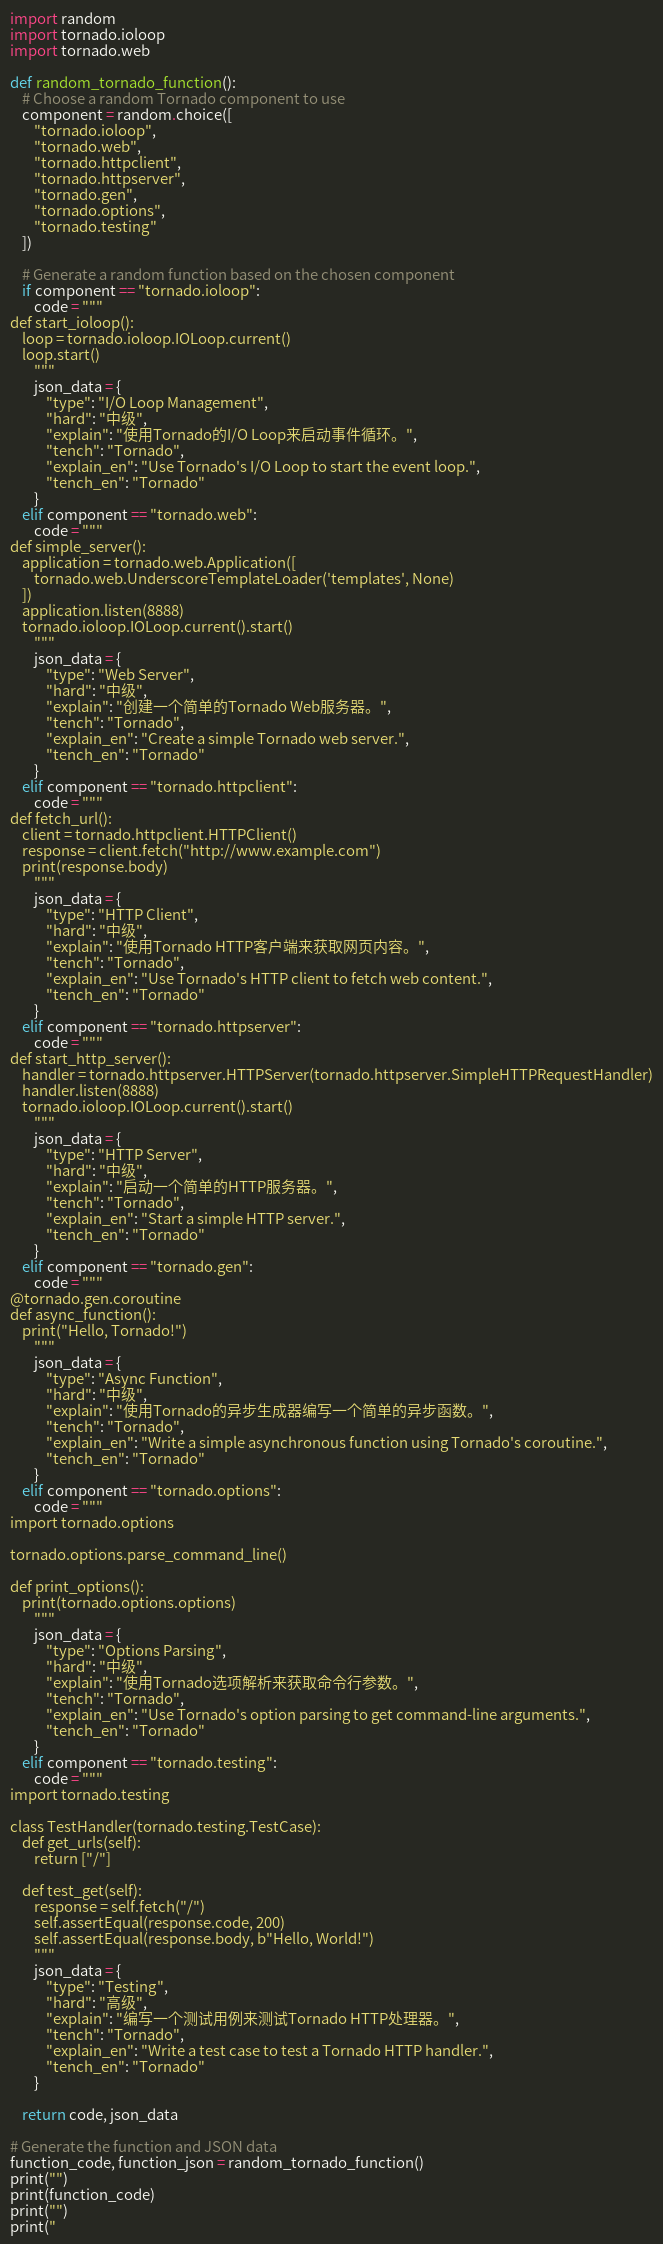 import random
import tornado.ioloop
import tornado.web

def random_tornado_function():
    # Choose a random Tornado component to use
    component = random.choice([
        "tornado.ioloop",
        "tornado.web",
        "tornado.httpclient",
        "tornado.httpserver",
        "tornado.gen",
        "tornado.options",
        "tornado.testing"
    ])

    # Generate a random function based on the chosen component
    if component == "tornado.ioloop":
        code = """
def start_ioloop():
    loop = tornado.ioloop.IOLoop.current()
    loop.start()
        """
        json_data = {
            "type": "I/O Loop Management",
            "hard": "中级",
            "explain": "使用Tornado的I/O Loop来启动事件循环。",
            "tench": "Tornado",
            "explain_en": "Use Tornado's I/O Loop to start the event loop.",
            "tench_en": "Tornado"
        }
    elif component == "tornado.web":
        code = """
def simple_server():
    application = tornado.web.Application([
        tornado.web.UnderscoreTemplateLoader('templates', None)
    ])
    application.listen(8888)
    tornado.ioloop.IOLoop.current().start()
        """
        json_data = {
            "type": "Web Server",
            "hard": "中级",
            "explain": "创建一个简单的Tornado Web服务器。",
            "tench": "Tornado",
            "explain_en": "Create a simple Tornado web server.",
            "tench_en": "Tornado"
        }
    elif component == "tornado.httpclient":
        code = """
def fetch_url():
    client = tornado.httpclient.HTTPClient()
    response = client.fetch("http://www.example.com")
    print(response.body)
        """
        json_data = {
            "type": "HTTP Client",
            "hard": "中级",
            "explain": "使用Tornado HTTP客户端来获取网页内容。",
            "tench": "Tornado",
            "explain_en": "Use Tornado's HTTP client to fetch web content.",
            "tench_en": "Tornado"
        }
    elif component == "tornado.httpserver":
        code = """
def start_http_server():
    handler = tornado.httpserver.HTTPServer(tornado.httpserver.SimpleHTTPRequestHandler)
    handler.listen(8888)
    tornado.ioloop.IOLoop.current().start()
        """
        json_data = {
            "type": "HTTP Server",
            "hard": "中级",
            "explain": "启动一个简单的HTTP服务器。",
            "tench": "Tornado",
            "explain_en": "Start a simple HTTP server.",
            "tench_en": "Tornado"
        }
    elif component == "tornado.gen":
        code = """
@tornado.gen.coroutine
def async_function():
    print("Hello, Tornado!")
        """
        json_data = {
            "type": "Async Function",
            "hard": "中级",
            "explain": "使用Tornado的异步生成器编写一个简单的异步函数。",
            "tench": "Tornado",
            "explain_en": "Write a simple asynchronous function using Tornado's coroutine.",
            "tench_en": "Tornado"
        }
    elif component == "tornado.options":
        code = """
import tornado.options

tornado.options.parse_command_line()

def print_options():
    print(tornado.options.options)
        """
        json_data = {
            "type": "Options Parsing",
            "hard": "中级",
            "explain": "使用Tornado选项解析来获取命令行参数。",
            "tench": "Tornado",
            "explain_en": "Use Tornado's option parsing to get command-line arguments.",
            "tench_en": "Tornado"
        }
    elif component == "tornado.testing":
        code = """
import tornado.testing

class TestHandler(tornado.testing.TestCase):
    def get_urls(self):
        return ["/"]

    def test_get(self):
        response = self.fetch("/")
        self.assertEqual(response.code, 200)
        self.assertEqual(response.body, b"Hello, World!")
        """
        json_data = {
            "type": "Testing",
            "hard": "高级",
            "explain": "编写一个测试用例来测试Tornado HTTP处理器。",
            "tench": "Tornado",
            "explain_en": "Write a test case to test a Tornado HTTP handler.",
            "tench_en": "Tornado"
        }

    return code, json_data

# Generate the function and JSON data
function_code, function_json = random_tornado_function()
print("")
print(function_code)
print("")
print("